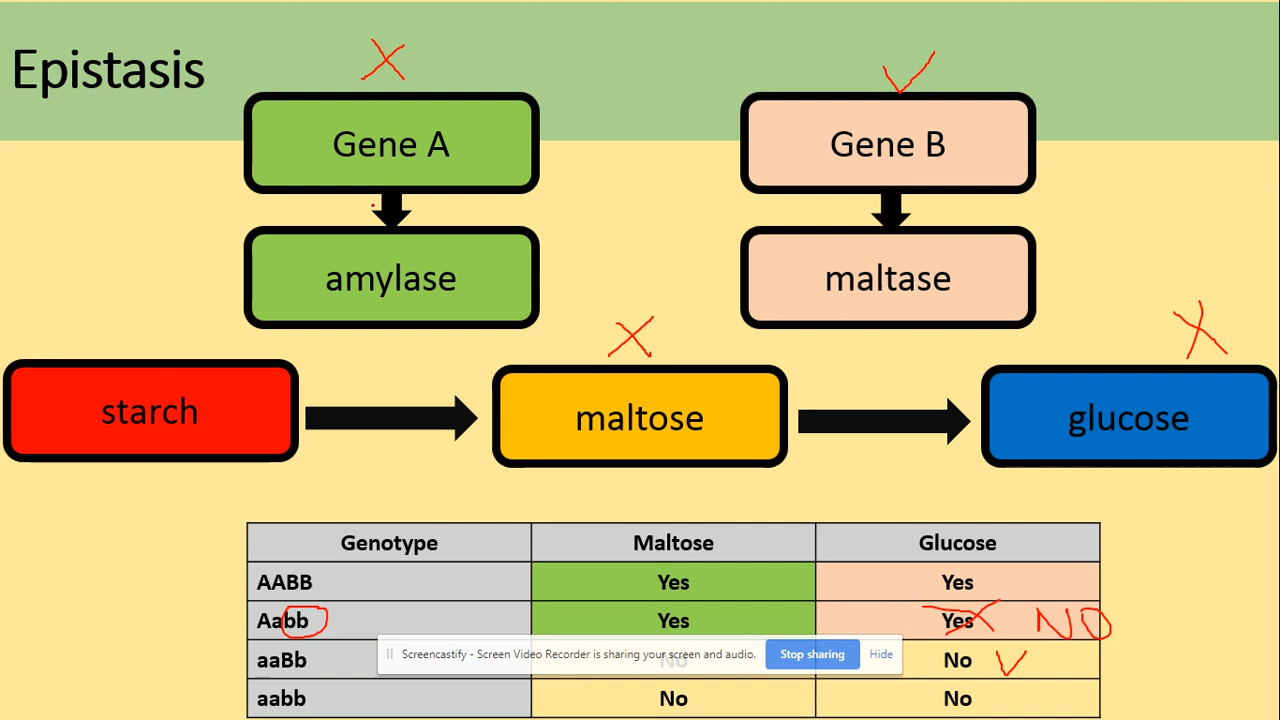 Epistasis
Gene A
Gene B
amylase
maltase
starch
maltose
glucose
Genotype Maltose Glucose
AABB Yes Yes
Aabb Yes Yes NO
aaBb No No
Screencastify - Screen Video Recorder is sharing your screen and audio. Stop sharing Hide
aabb No No